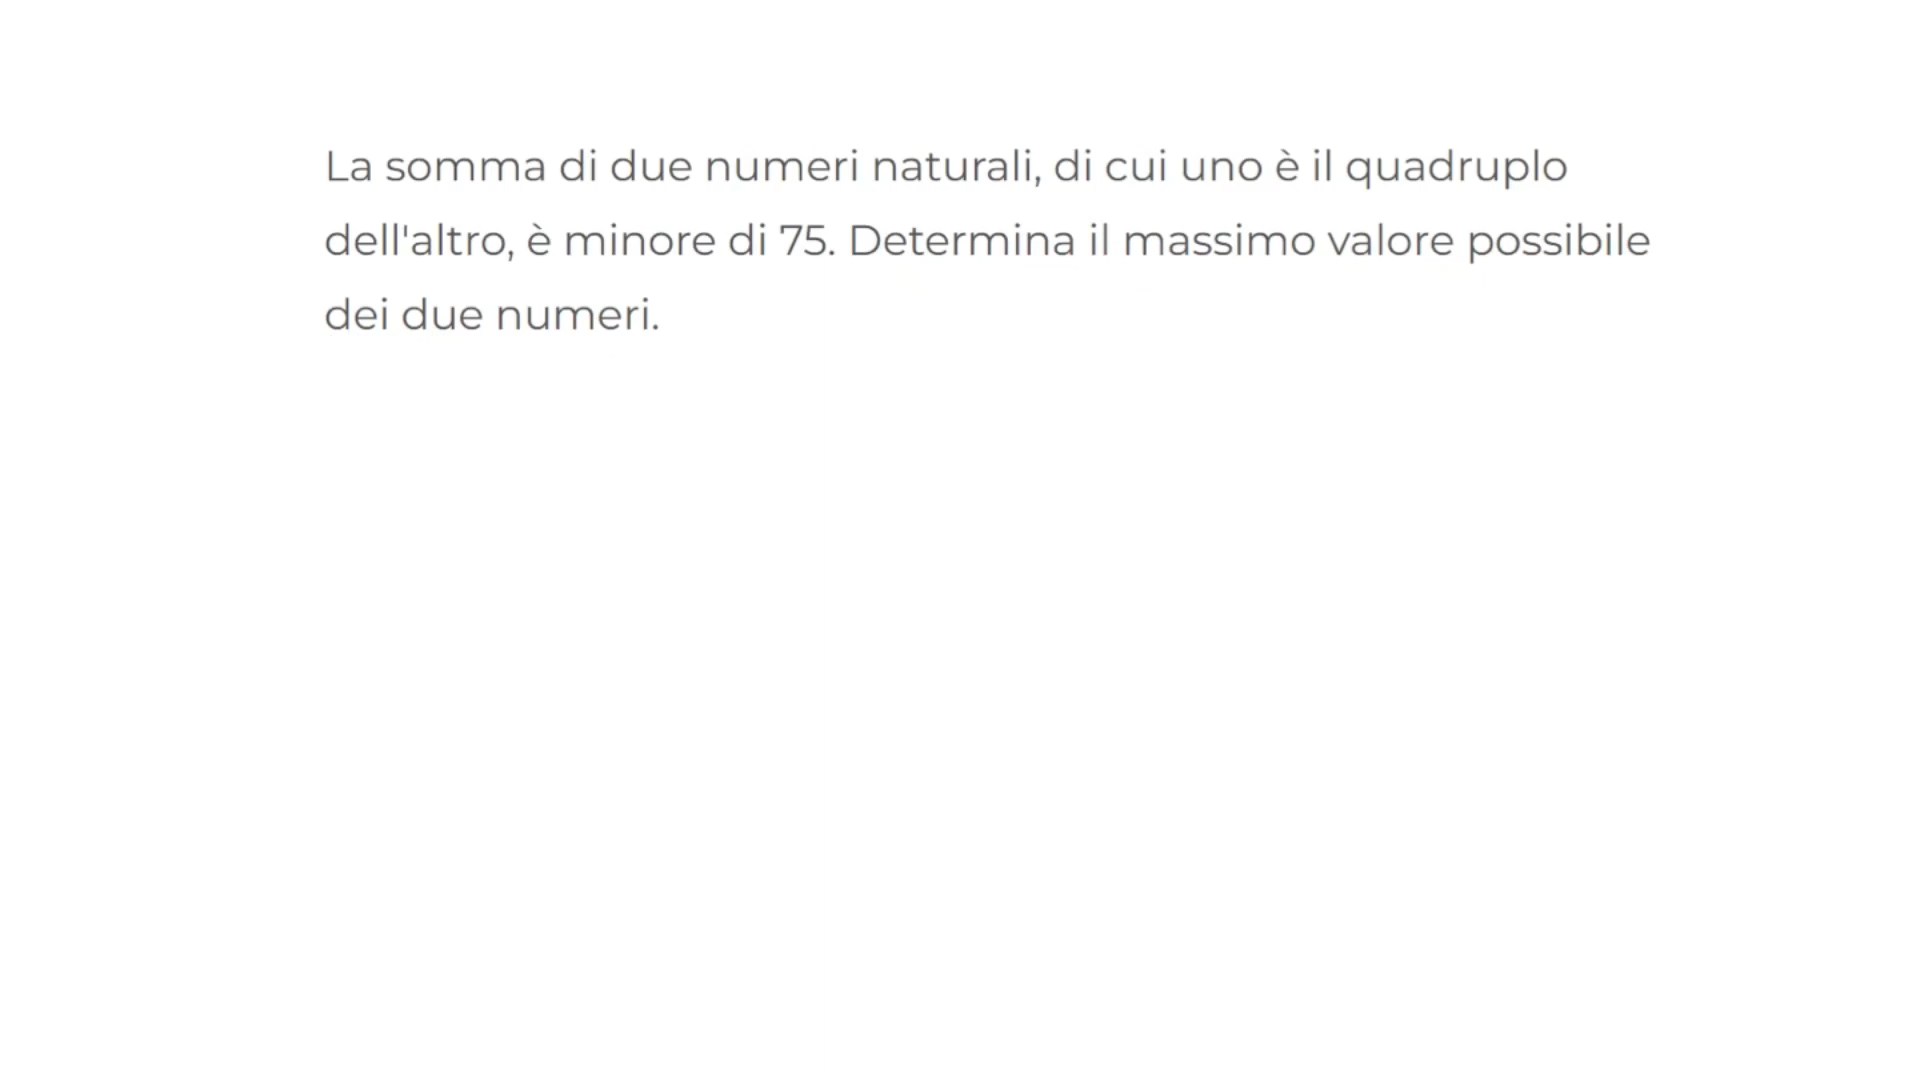 La somma di due numeri naturali, di cui uno è il quadruplo
dell'altro, è minore di 75. Determina il massimo valore possibile
dei due numeri.